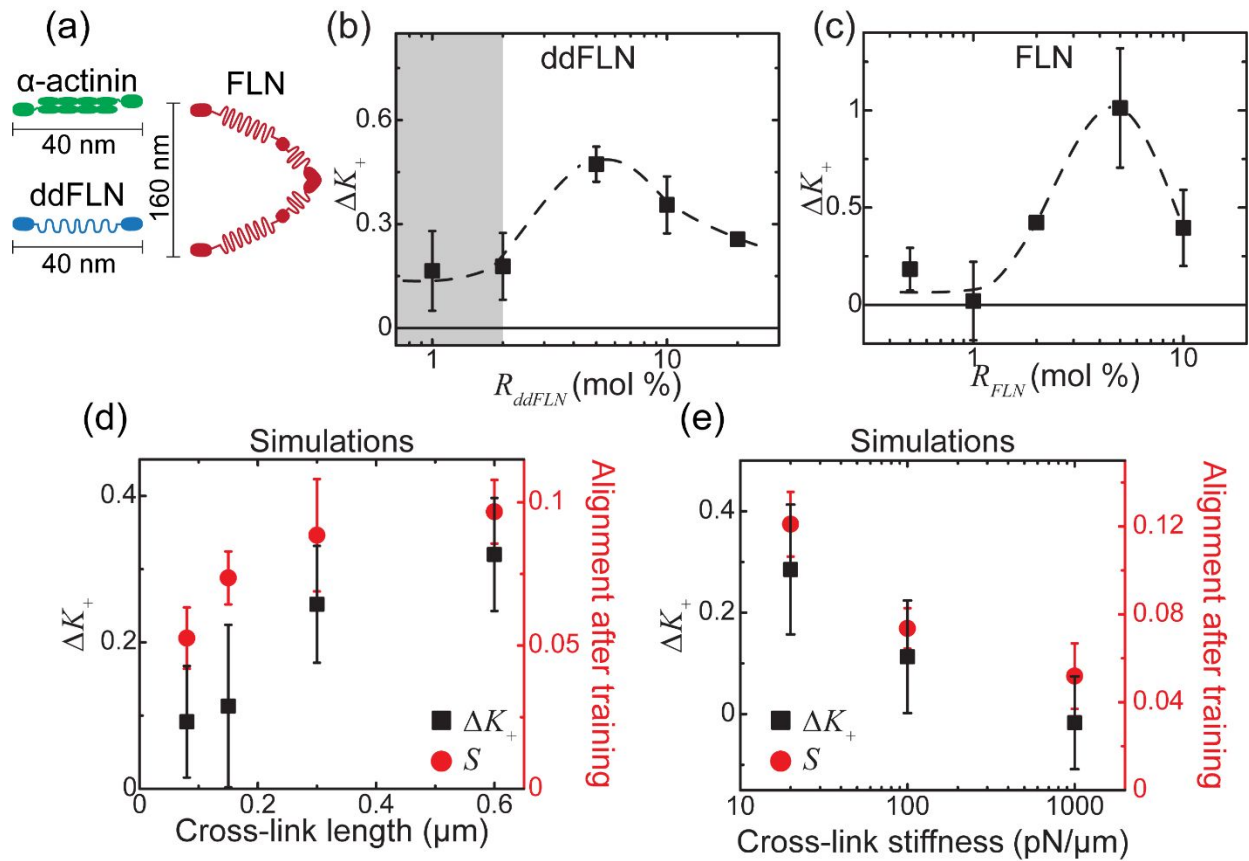 (a)
α-actinin
40 nm
ddFLN
40 nm
FLN
160 nm
(b)
ddFLN
ΔK+
0.6
0.3
0
1
10
RddFLN (mol %)
(c)
FLN
ΔK+
1
0.5
0
1
10
RFLN (mol %)
(d)
Simulations
ΔK+
0.4
0.2
0
0
0.2
0.4
0.6
Cross-link length (μm)
0.1
0.05
0
Alignment after training
ΔK+
S
(e)
Simulations
ΔK+
0.4
0.2
0
10
100
1000
Cross-link stiffness (pN/μm)
0.12
0.08
0.04
0
Alignment after training
ΔK+
S